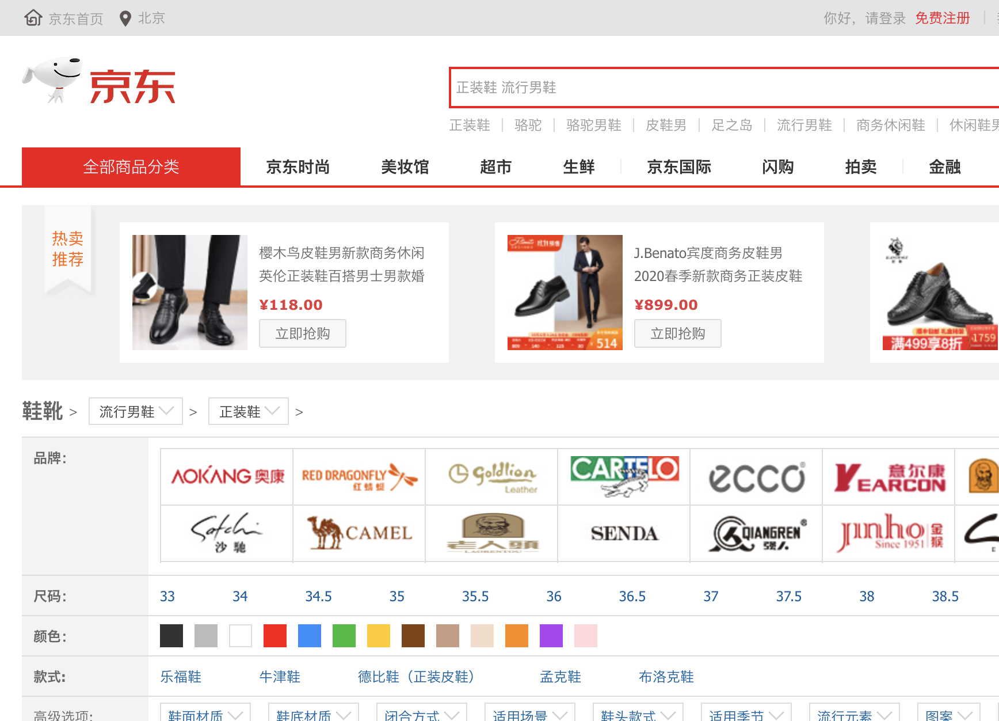 京东首页 北京 你好，请登录 免费注册
京东
正装鞋 流行男鞋
正装鞋 骆驼 骆驼男鞋 皮鞋男 足之岛 流行男鞋 商务休闲鞋 休闲鞋男
全部商品分类 京东时尚 美妆馆 超市 生鲜 京东国际 闪购 拍卖 金融
热卖
推荐
樱木鸟皮鞋男新款商务休闲
英伦正装鞋百搭男士男款婚
¥118.00
立即抢购
514
J.Benato宾度商务皮鞋男
2020春季新款商务正装皮鞋
¥899.00
立即抢购
满499享8折 1759
鞋靴 > 流行男鞋 > 正装鞋 >
品牌：
AOKANG 奥康 RED DRAGONFLY 红蜻蜓 goldlion Leather CARTELO ecco 意尔康 YEARCON
Satchi 沙驰 CAMEL 老人頭 LAORENTOU SENDA QIANGREN 强人 jinho Since 1951 金猴
尺码： 33 34 34.5 35 35.5 36 36.5 37 37.5 38 38.5
颜色：
款式： 乐福鞋 牛津鞋 德比鞋（正装皮鞋） 孟克鞋 布洛克鞋
高级选项： 鞋面材质 鞋底材质 闭合方式 适用场景 鞋头款式 适用季节 流行元素 图案